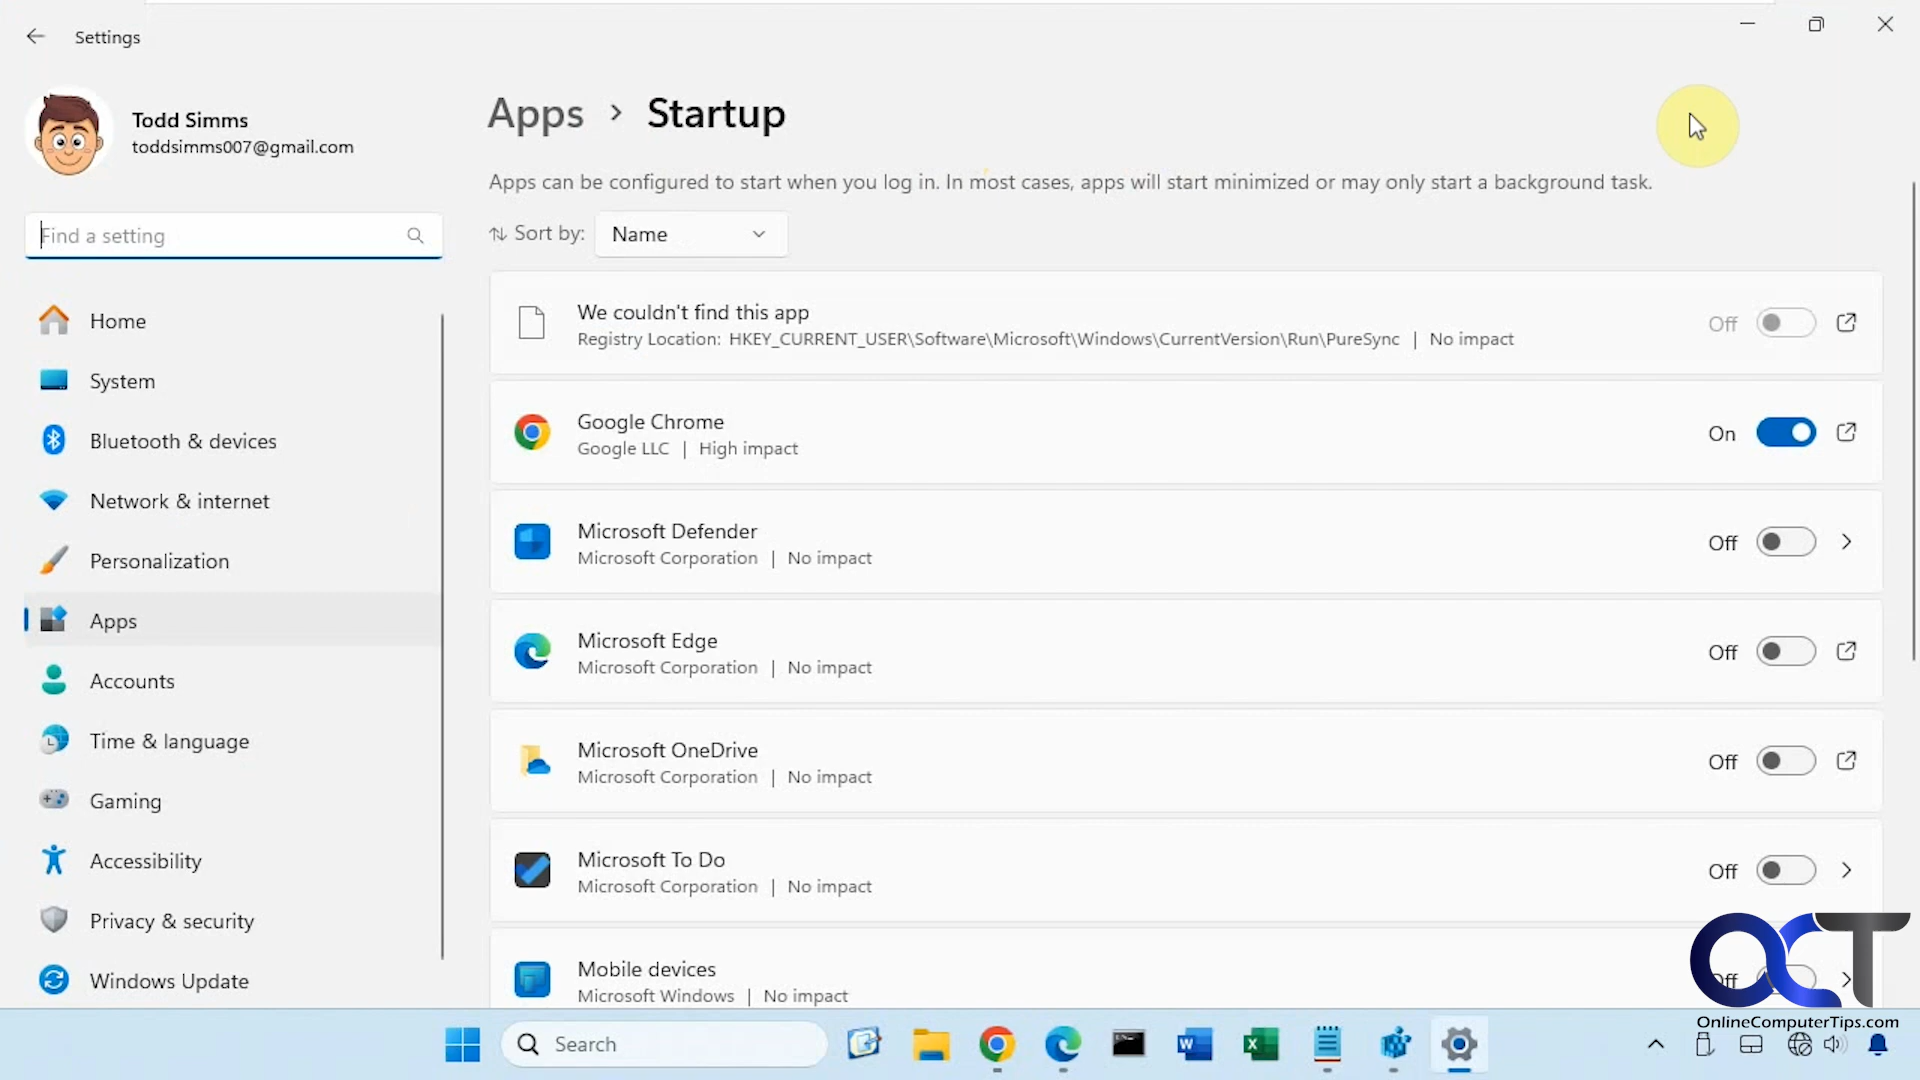 Settings
Todd Simms
toddsimms007@gmail.com
Find a setting
Home
System
Bluetooth & devices
Network & internet
Personalization
Apps
Accounts
Time & language
Gaming
Accessibility
Privacy & security
Windows Update
Apps > Startup
Apps can be configured to start when you log in. In most cases, apps will start minimized or may only start a background task.
Sort by: Name
We couldn't find this app
Registry Location: HKEY_CURRENT_USER\Software\Microsoft\Windows\CurrentVersion\Run\PureSync | No impact
Off
Google Chrome
Google LLC | High impact
On
Microsoft Defender
Microsoft Corporation | No impact
Off
Microsoft Edge
Microsoft Corporation | No impact
Off
Microsoft OneDrive
Microsoft Corporation | No impact
Off
Microsoft To Do
Microsoft Corporation | No impact
Off
Mobile devices
Microsoft Windows | No impact
Off
OCT
OnlineComputerTips.com
Search